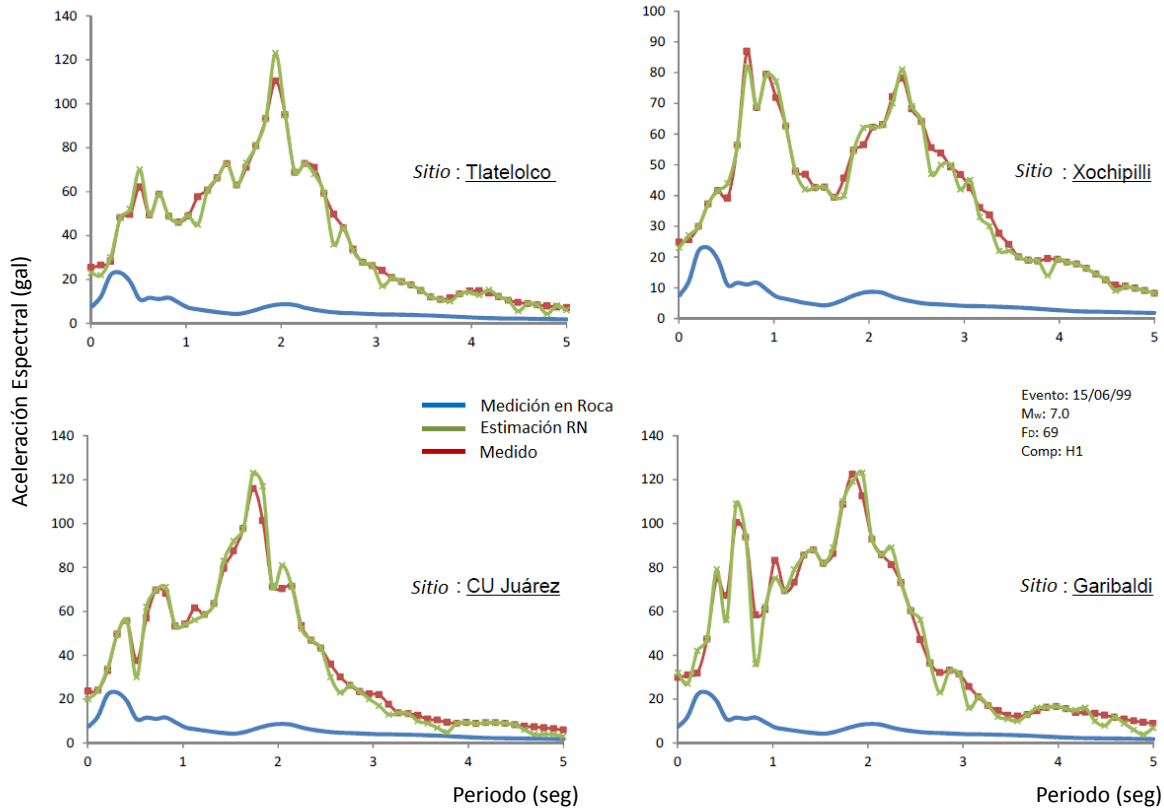 Aceleración Espectral (gal)
140
120
100
80
60
40
20
0
0 1 2 3 4 5
Sitio : Tlatelolco
100
90
80
70
60
50
40
30
20
10
0
0 1 2 3 4 5
Sitio : Xochipilli
Medición en Roca
Estimación RN
Medido
Evento: 15/06/99
Mw: 7.0
FD: 69
Comp: H1
140
120
100
80
60
40
20
0
0 1 2 3 4 5
Sitio : CU Juárez
Periodo (seg)
140
120
100
80
60
40
20
0
0 1 2 3 4 5
Sitio : Garibaldi
Periodo (seg)